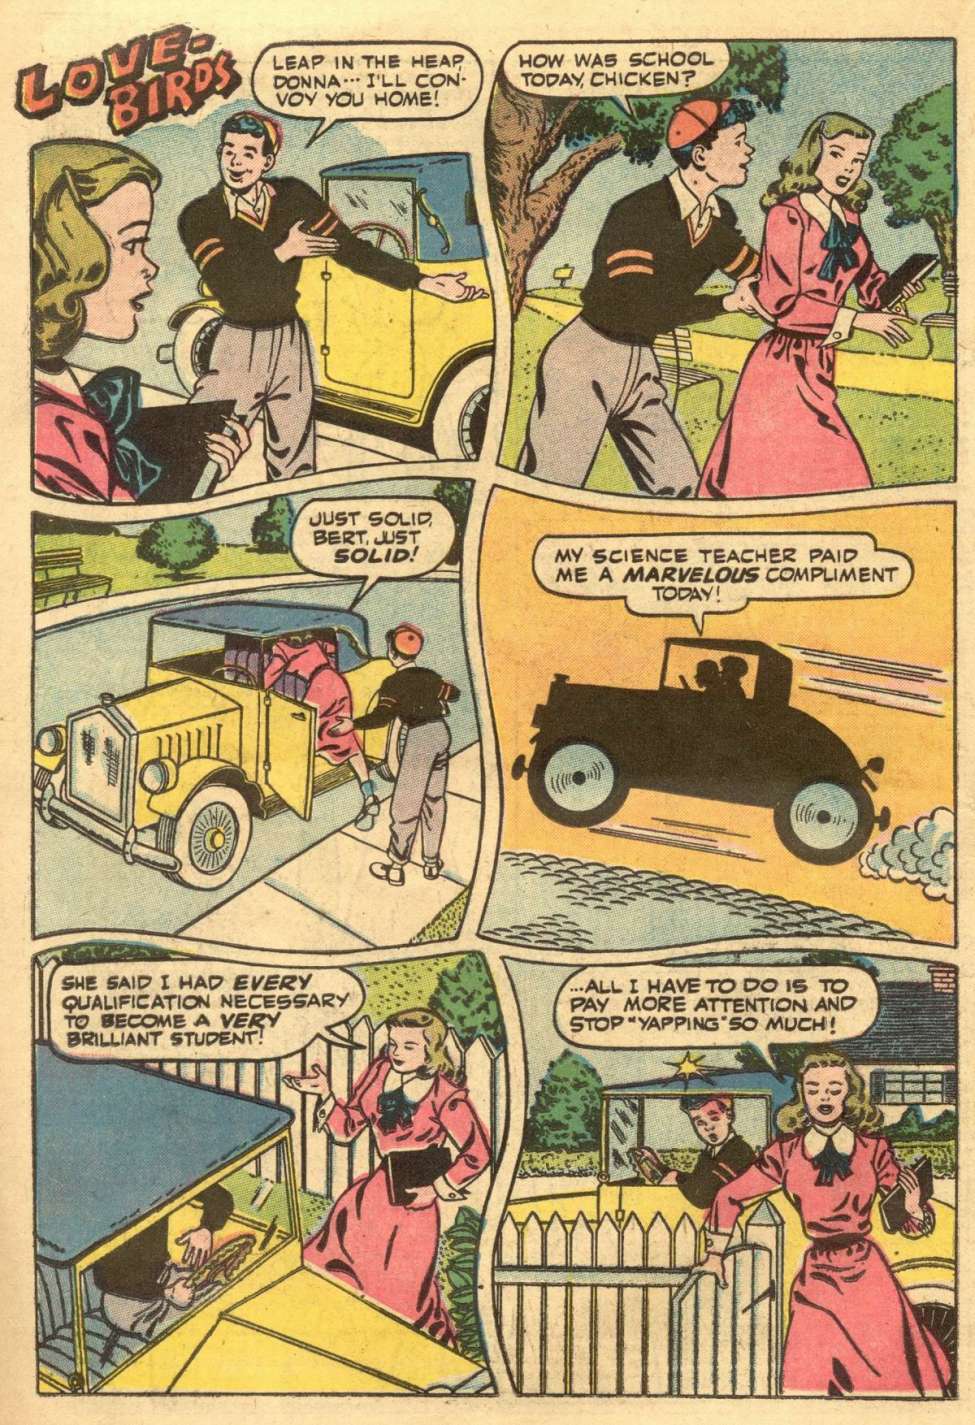 LOVE-
BIRDS
LEAP IN THE HEAP,
DONNA... I'LL CON-
VOY YOU HOME!
HOW WAS SCHOOL
TODAY, CHICKEN?
JUST SOLID,
BERT, JUST
SOLID!
MY SCIENCE TEACHER PAID
ME A MARVELOUS COMPLIMENT
TODAY!
SHE SAID I HAD EVERY
QUALIFICATION NECESSARY
TO BECOME A VERY
BRILLIANT STUDENT!
...ALL I HAVE TO DO IS TO
PAY MORE ATTENTION AND
STOP "YAPPING" SO MUCH!